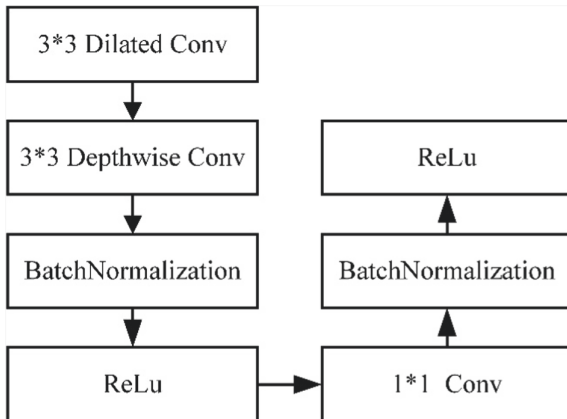 3*3 Dilated Conv
3*3 Depthwise Conv
BatchNormalization
ReLu
1*1 Conv
BatchNormalization
ReLu